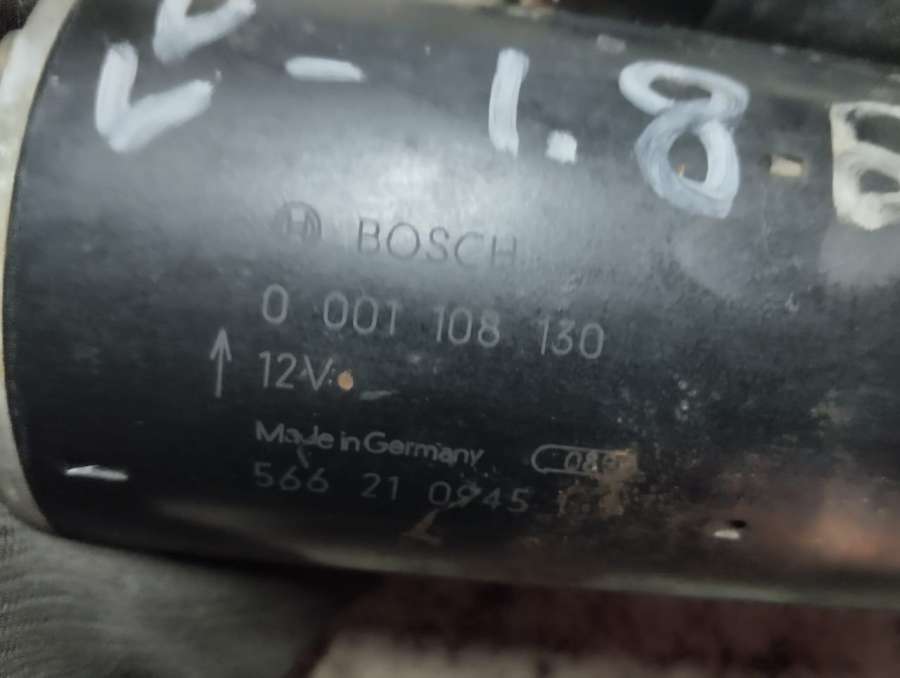 V - 1.8 B
BOSCH
0 001 108 130
12V
Made in Germany
566 21 0945